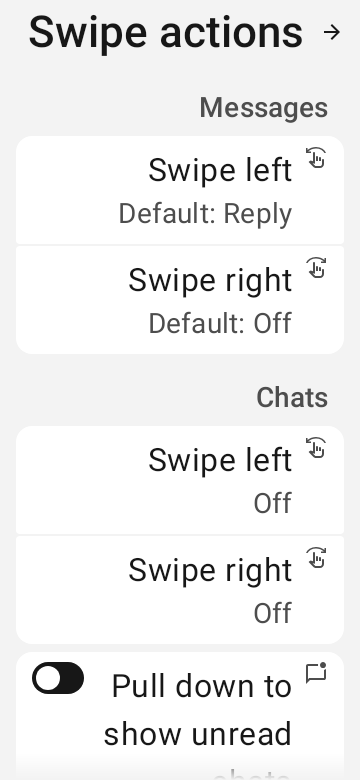 Swipe actions
Messages
Swipe left
Default: Reply
Swipe right
Default: Off
Chats
Swipe left
Off
Swipe right
Off
Pull down to
show unread
chats